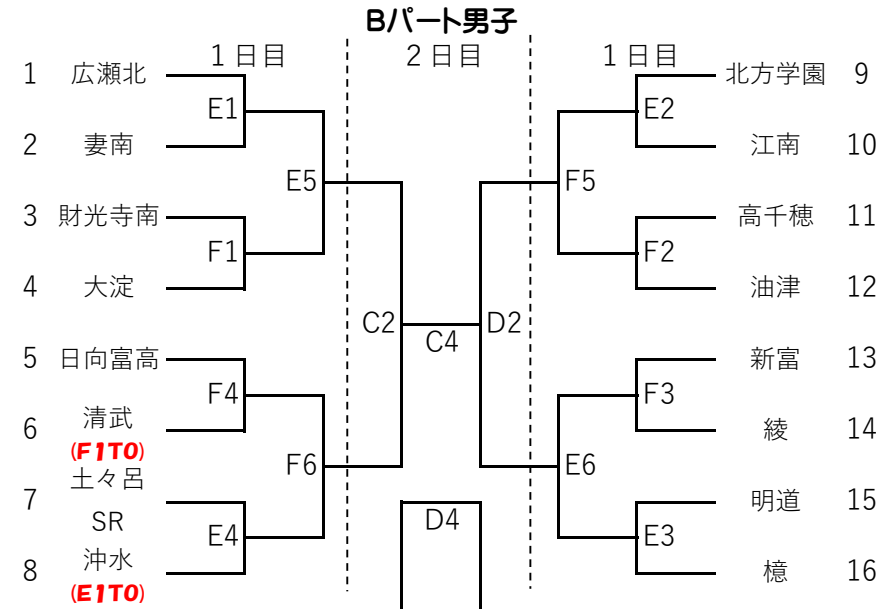 Bパート男子
1日目 2日目 1日目
1 広瀬北
E1
2 妻南
E5
3 財光寺南
F1
4 大淀
C2
5 日向富高
F4
6 清武
(F1TO)
F6
7 土々呂
SR
E4
8 沖水
(E1TO)
C4
D4
北方学園 9
E2
江南 10
F5
高千穂 11
F2
油津 12
D2
新富 13
F3
綾 14
E6
明道 15
E3
檍 16